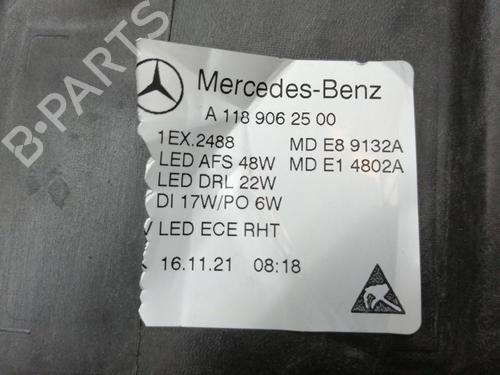 B-PARTS
Mercedes-Benz
A 118 906 25 00
1EX.2488 MD E8 9132A
LED AFS 48W MD E1 4802A
LED DRL 22W
DI 17W/PO 6W
LED ECE RHT
16.11.21 08:18